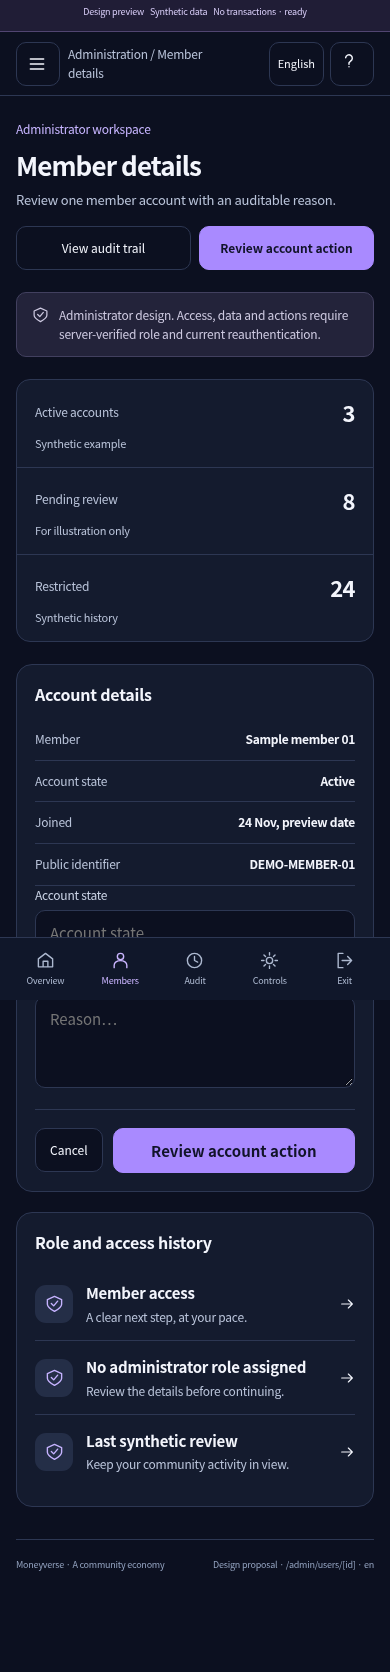 Design preview Synthetic data No transactions · ready
Administration / Member
details
English
?
Administrator workspace
Member details
Review one member account with an auditable reason.
View audit trail
Review account action
Administrator design. Access, data and actions require
server-verified role and current reauthentication.
Active accounts
3
Synthetic example
Pending review
8
For illustration only
Restricted
24
Synthetic history
Account details
Member
Sample member 01
Account state
Active
Joined
24 Nov, preview date
Public identifier
DEMO-MEMBER-01
Account state
Account state
Overview
Members
Audit
Controls
Exit
Reason…
Cancel
Review account action
Role and access history
Member access
A clear next step, at your pace.
No administrator role assigned
Review the details before continuing.
Last synthetic review
Keep your community activity in view.
Moneyverse · A community economy
Design proposal · /admin/users/[id] · en